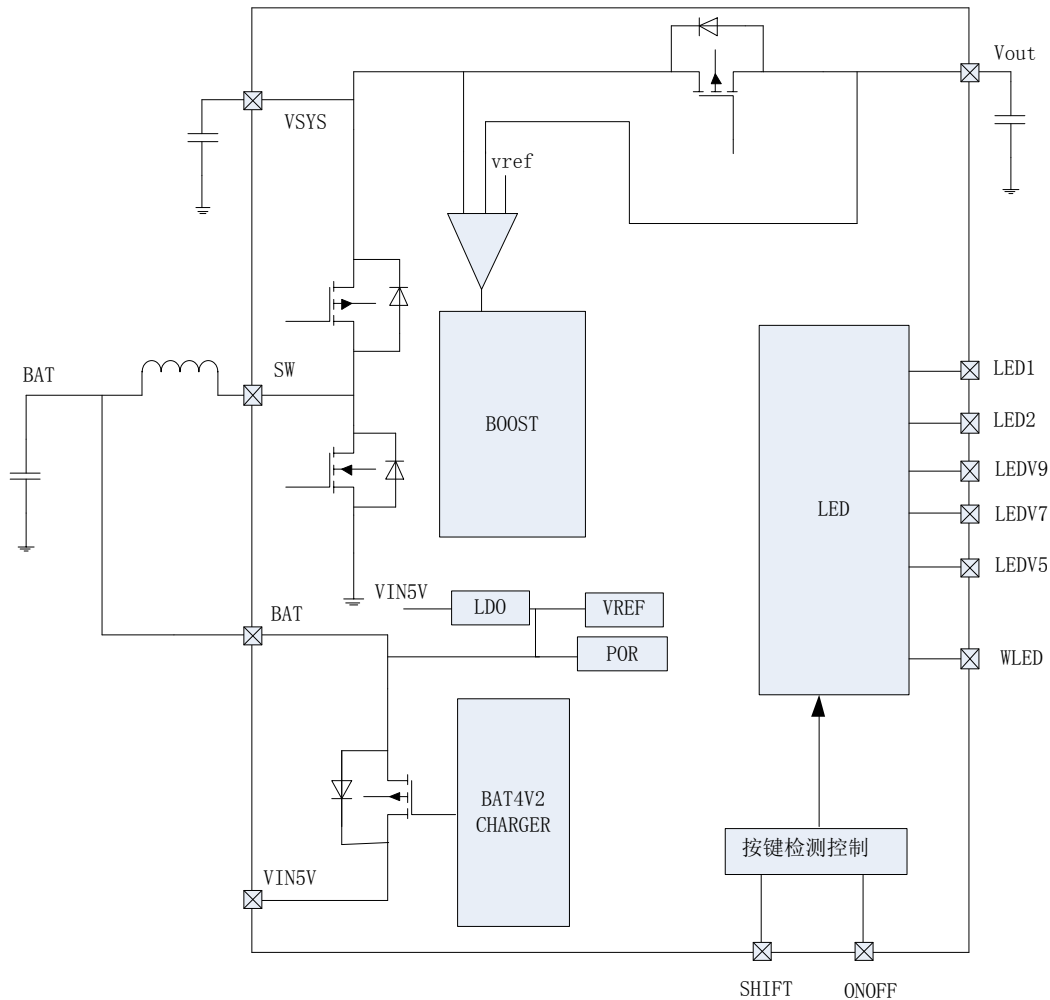 Vout
VSYS
vref
SW
BAT
LED1
LED2
BOOST
LEDV9
LED
LEDV7
LEDV5
VIN5V
LDO
VREF
BAT
POR
WLED
BAT4V2
CHARGER
按键检测控制
VIN5V
SHIFT
ONOFF